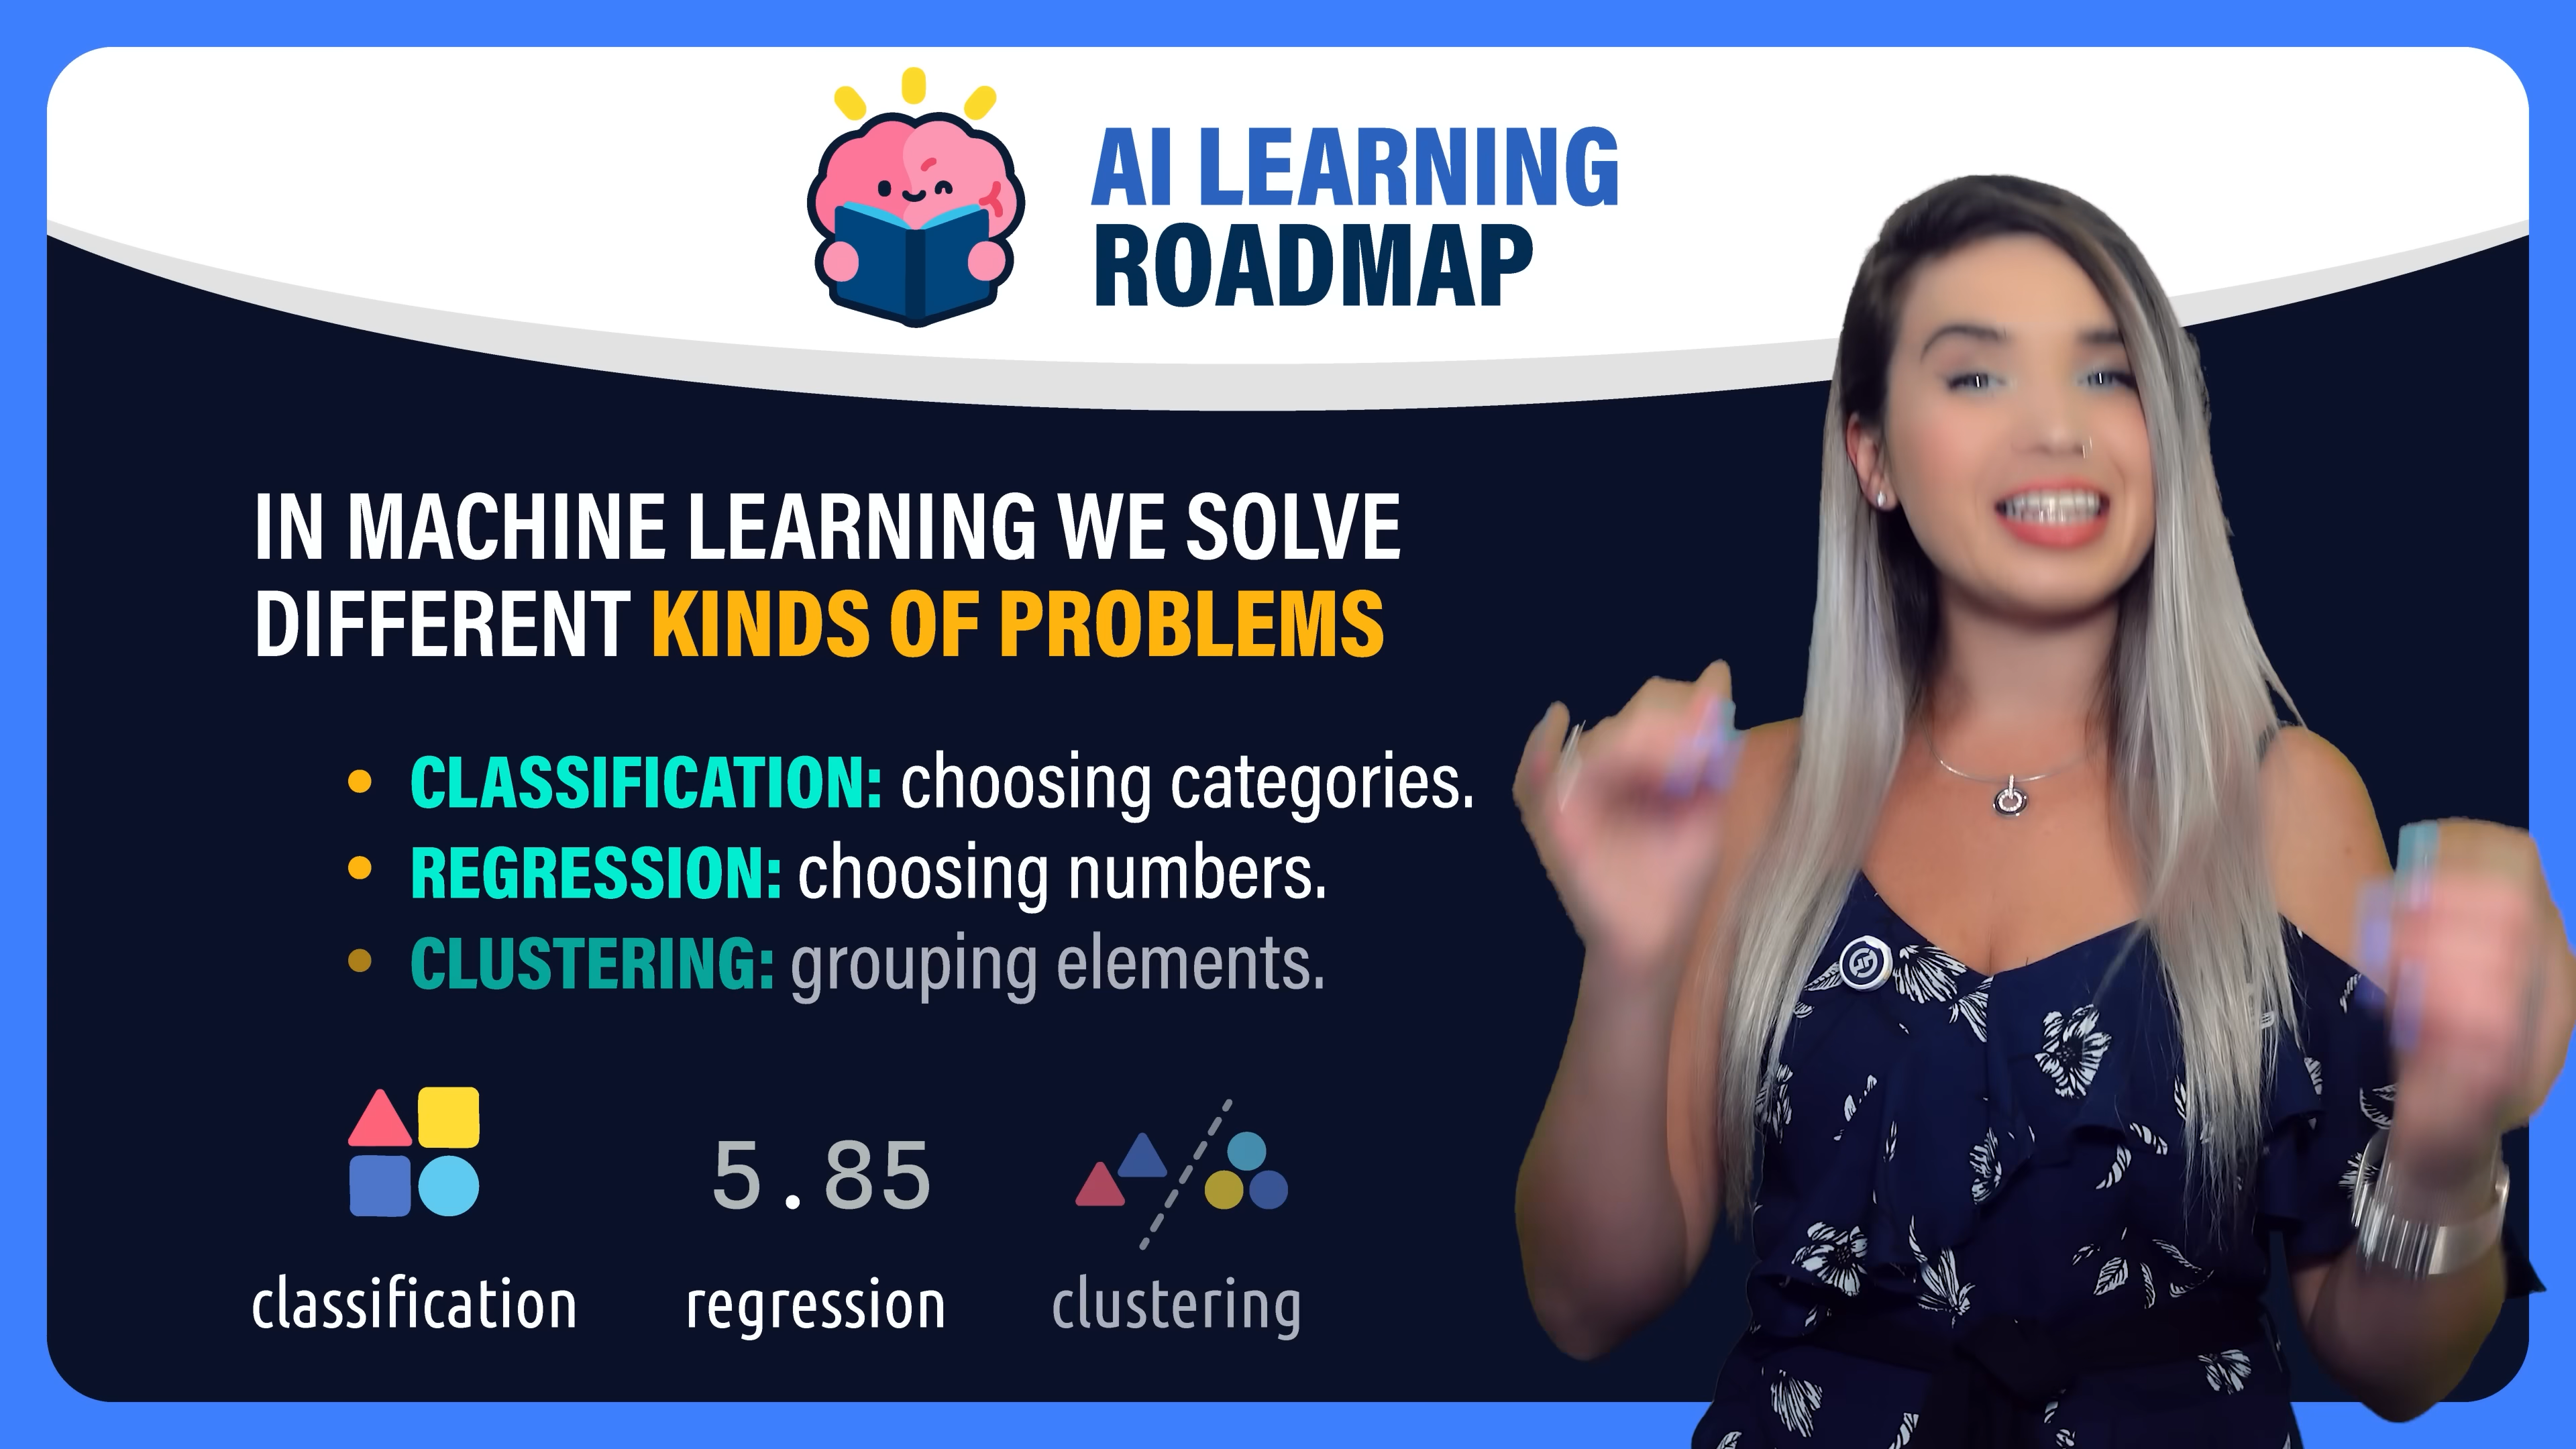 AI LEARNING
ROADMAP
IN MACHINE LEARNING WE SOLVE
DIFFERENT KINDS OF PROBLEMS
• CLASSIFICATION: choosing categories.
• REGRESSION: choosing numbers.
• CLUSTERING: grouping elements.
5.85
classification
regression
clustering